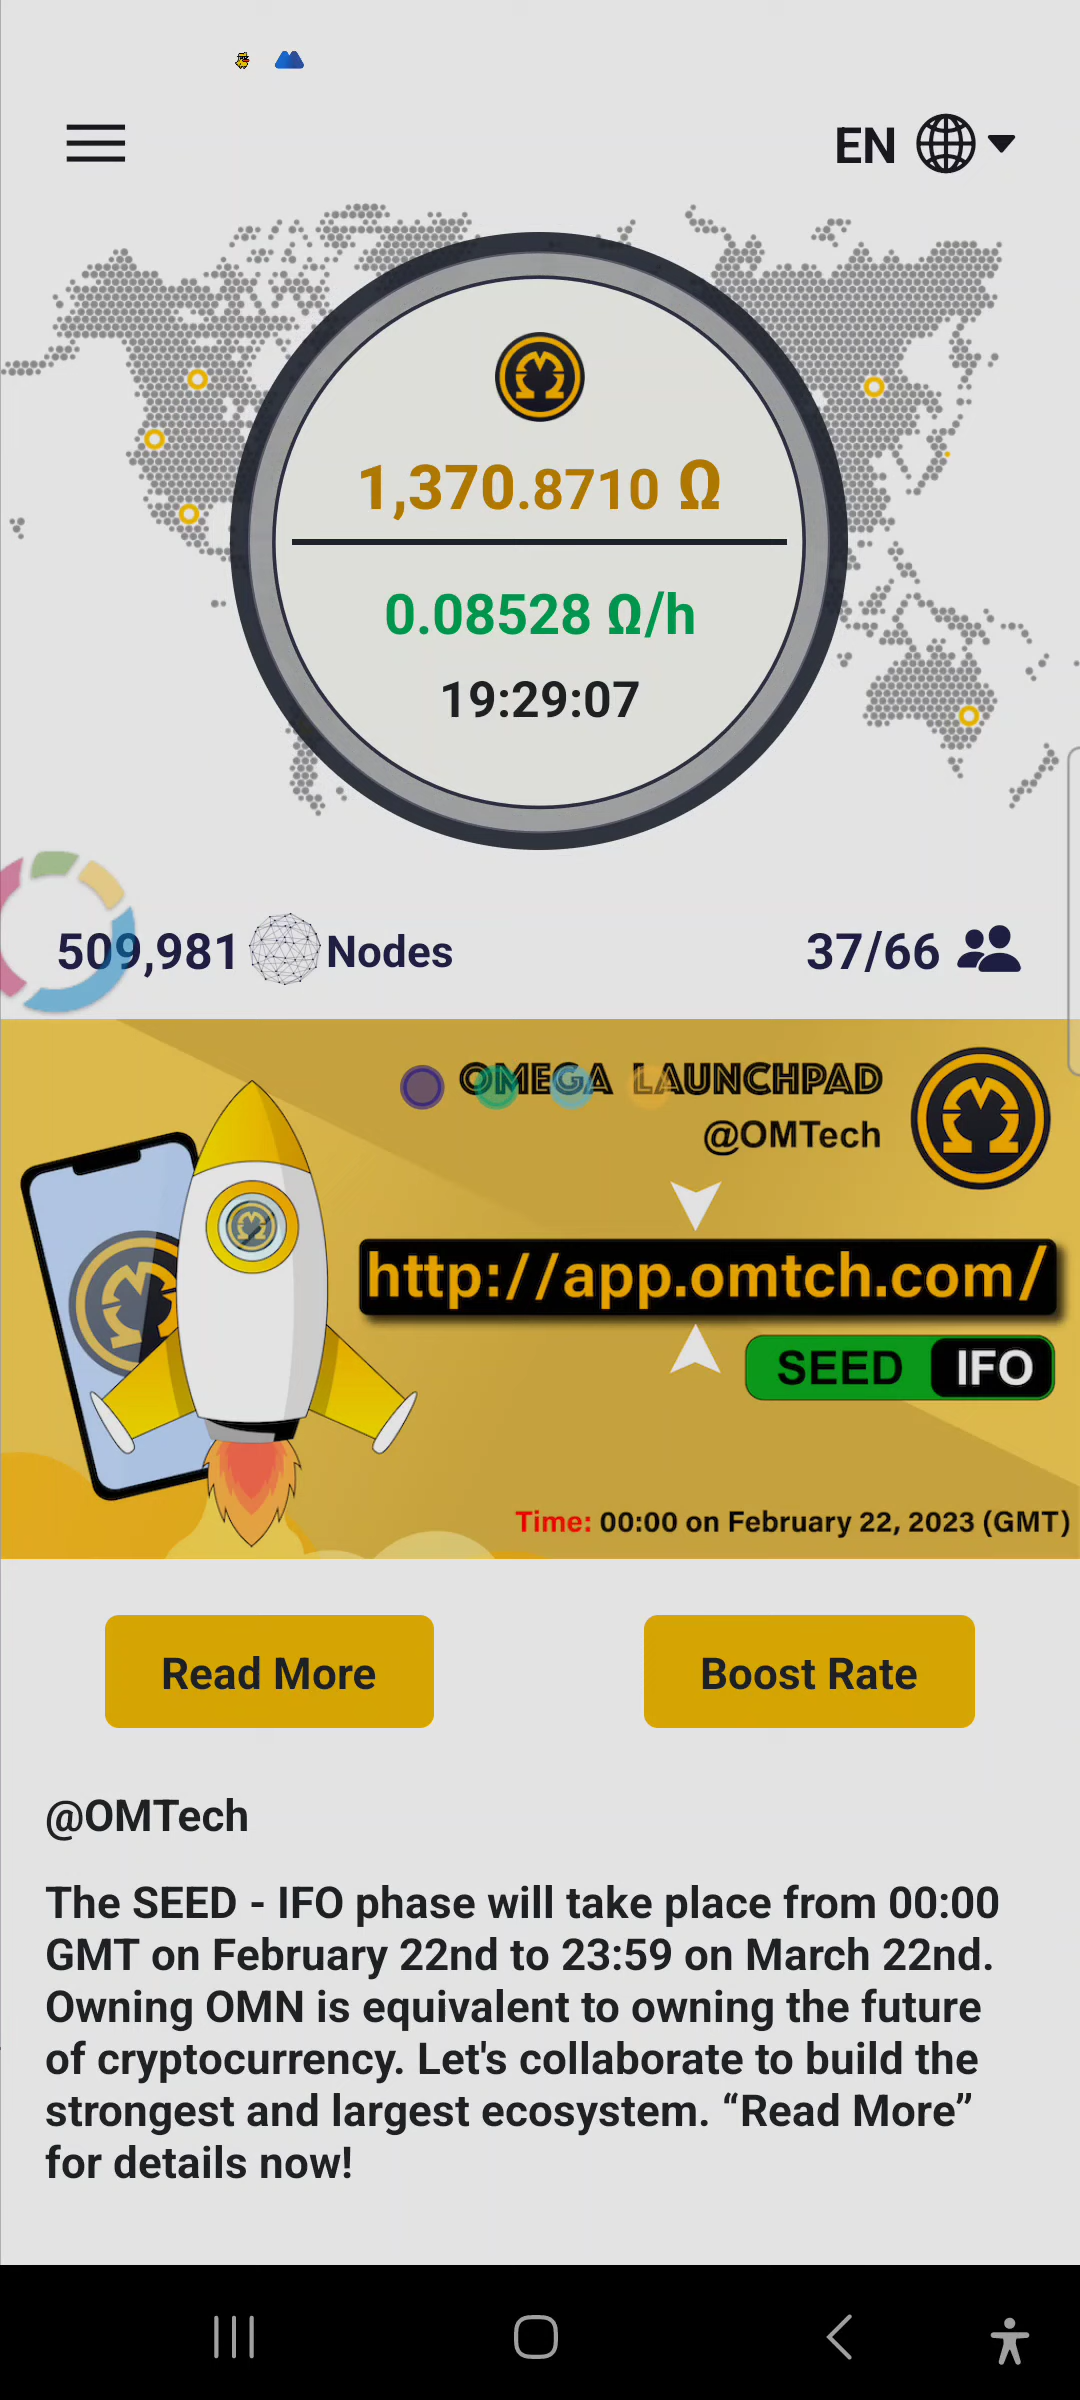 EN
1,370.8710 Ω
0.08528 Ω/h
19:29:07
509,981 Nodes
37/66
OMEGA LAUNCHPAD
@OMTech
http://app.omtch.com/
SEED IFO
Time: 00:00 on February 22, 2023 (GMT)
Read More
Boost Rate
@OMTech
The SEED - IFO phase will take place from 00:00
GMT on February 22nd to 23:59 on March 22nd.
Owning OMN is equivalent to owning the future
of cryptocurrency. Let's collaborate to build the
strongest and largest ecosystem. “Read More”
for details now!